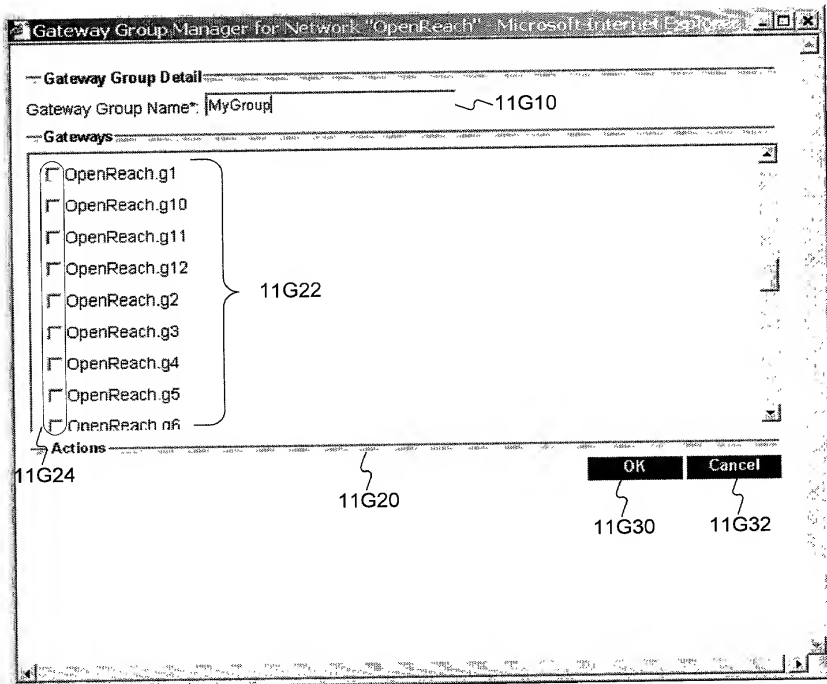 Gateway Group Manager for Network "OpenReach" - Microsoft Internet Explorer
Gateway Group Detail
Gateway Group Name*: MyGroup
11G10
Gateways
OpenReach.g1
OpenReach.g10
OpenReach.g11
OpenReach.g12
OpenReach.g2
OpenReach.g3
OpenReach.g4
OpenReach.g5
OpenReach.g6
11G22
Actions
11G24
11G20
OK
Cancel
11G30
11G32